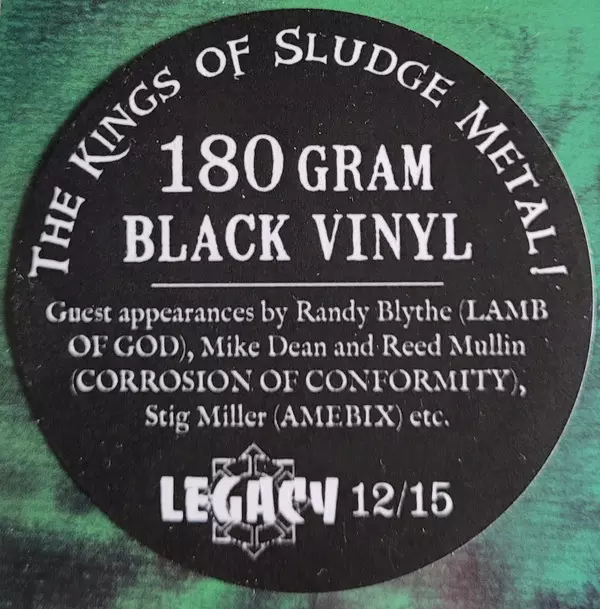 The Kings of Sludge Metal!
180 GRAM
BLACK VINYL
Guest appearances by Randy Blythe (LAMB
OF GOD), Mike Dean and Reed Mullin
(CORROSION OF CONFORMITY),
Stig Miller (AMEBIX) etc.
LEGACY 12/15